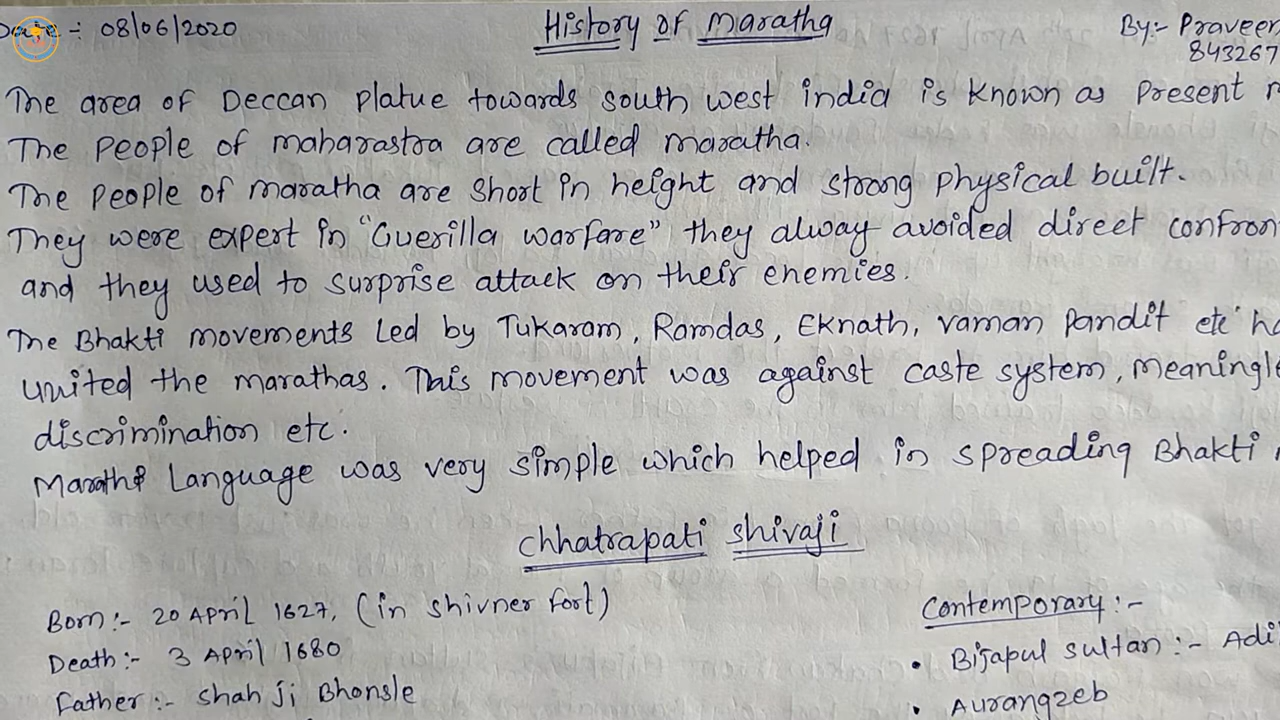 Date :- 08/06/2020
History of Maratha
By:- Praveen
843267
The area of Deccan Platue towards south west india is known as Present
The People of maharastra are called maratha.
The People of maratha are short in height and strong physical built.
They were expert in "Guerilla warfare" they alway avoided direct confron
and they used to surprise attack on their enemies.
The Bhakti movements Led by Tukaram, Ramdas, Eknath, vaman Pandit etc ha
united the marathas. This movement was against caste system, meaningle
discrimination etc.
Marathi Language was very simple which helped in spreading Bhakti
Chhatrapati Shivaji
Born:- 20 April 1627, (in Shivner Fort)
Death:- 3 April 1680
Father:- Shah Ji Bhonsle
Contemporary:-
• Bijapul sultan:- Adi
• Aurangzeb